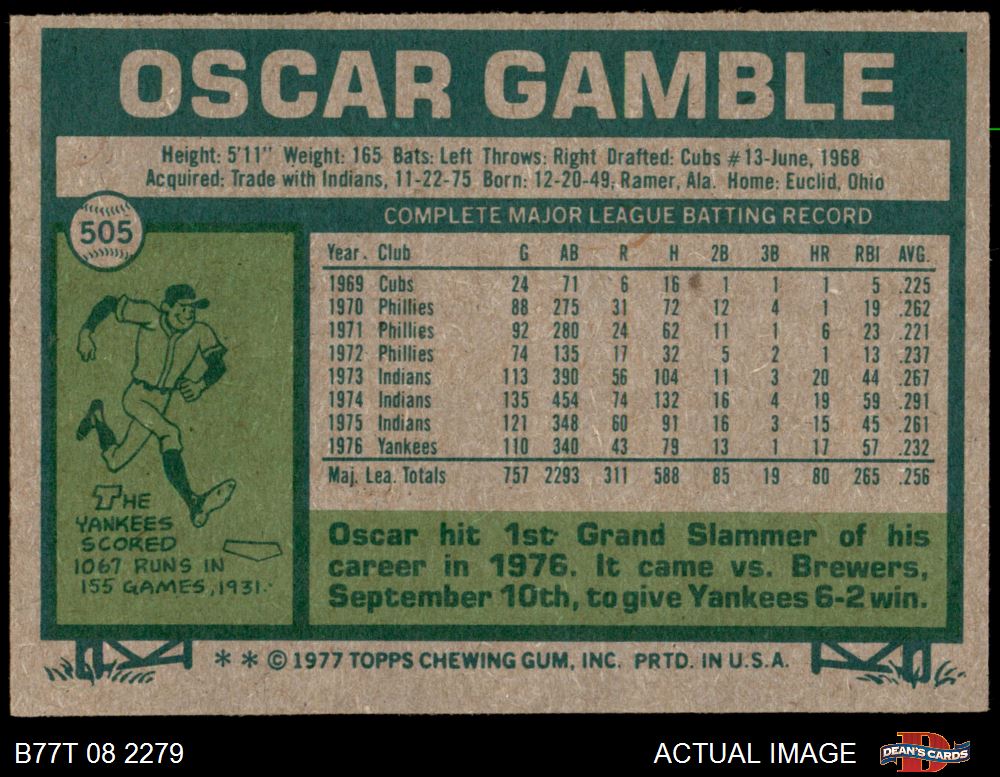 OSCAR GAMBLE
Height: 5'11" Weight: 165 Bats: Left Throws: Right Drafted: Cubs #13-June, 1968
Acquired: Trade with Indians, 11-22-75 Born: 12-20-49, Ramer, Ala. Home: Euclid, Ohio
505
COMPLETE MAJOR LEAGUE BATTING RECORD
Year. Club G AB R H 2B 3B HR RBI AVG.
1969 Cubs 24 71 6 16 1 1 1 5 .225
1970 Phillies 88 275 31 72 12 4 1 19 .262
1971 Phillies 92 280 24 62 11 1 6 23 .221
1972 Phillies 74 135 17 32 5 2 1 13 .237
1973 Indians 113 390 56 104 11 3 20 44 .267
1974 Indians 135 454 74 132 16 4 19 59 .291
1975 Indians 121 348 60 91 16 3 15 45 .261
1976 Yankees 110 340 43 79 13 1 17 57 .232
Maj. Lea. Totals 757 2293 311 588 85 19 80 265 .256
THE
YANKEES
SCORED
1067 RUNS IN
155 GAMES, 1931.
Oscar hit 1st Grand Slammer of his
career in 1976. It came vs. Brewers,
September 10th, to give Yankees 6-2 win.
* * © 1977 TOPPS CHEWING GUM, INC. PRTD. IN U.S.A.
B77T 08 2279
ACTUAL IMAGE
D
DEAN'S CARDS